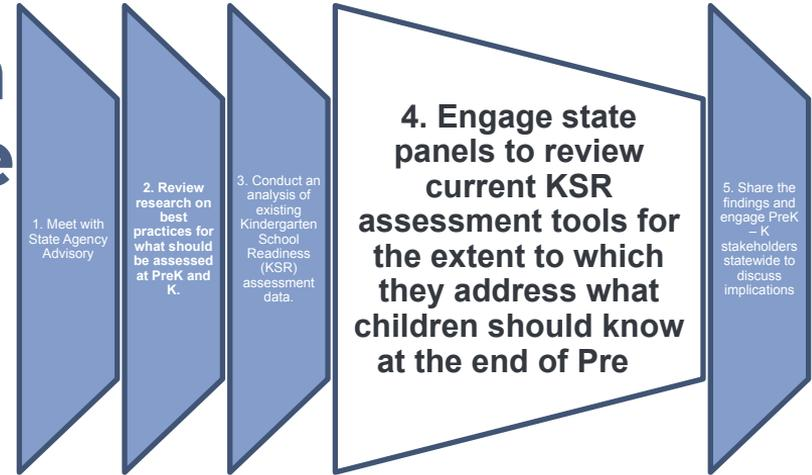 1. Meet with
State Agency
Advisory
2. Review
research on
best
practices for
what should
be assessed
at PreK and
K.
3. Conduct an
analysis of
existing
Kindergarten
School
Readiness
(KSR)
assessment
data.
4. Engage state
panels to review
current KSR
assessment tools for
the extent to which
they address what
children should know
at the end of Pre
5. Share the
findings and
engage PreK
– K
stakeholders
statewide to
discuss
implications